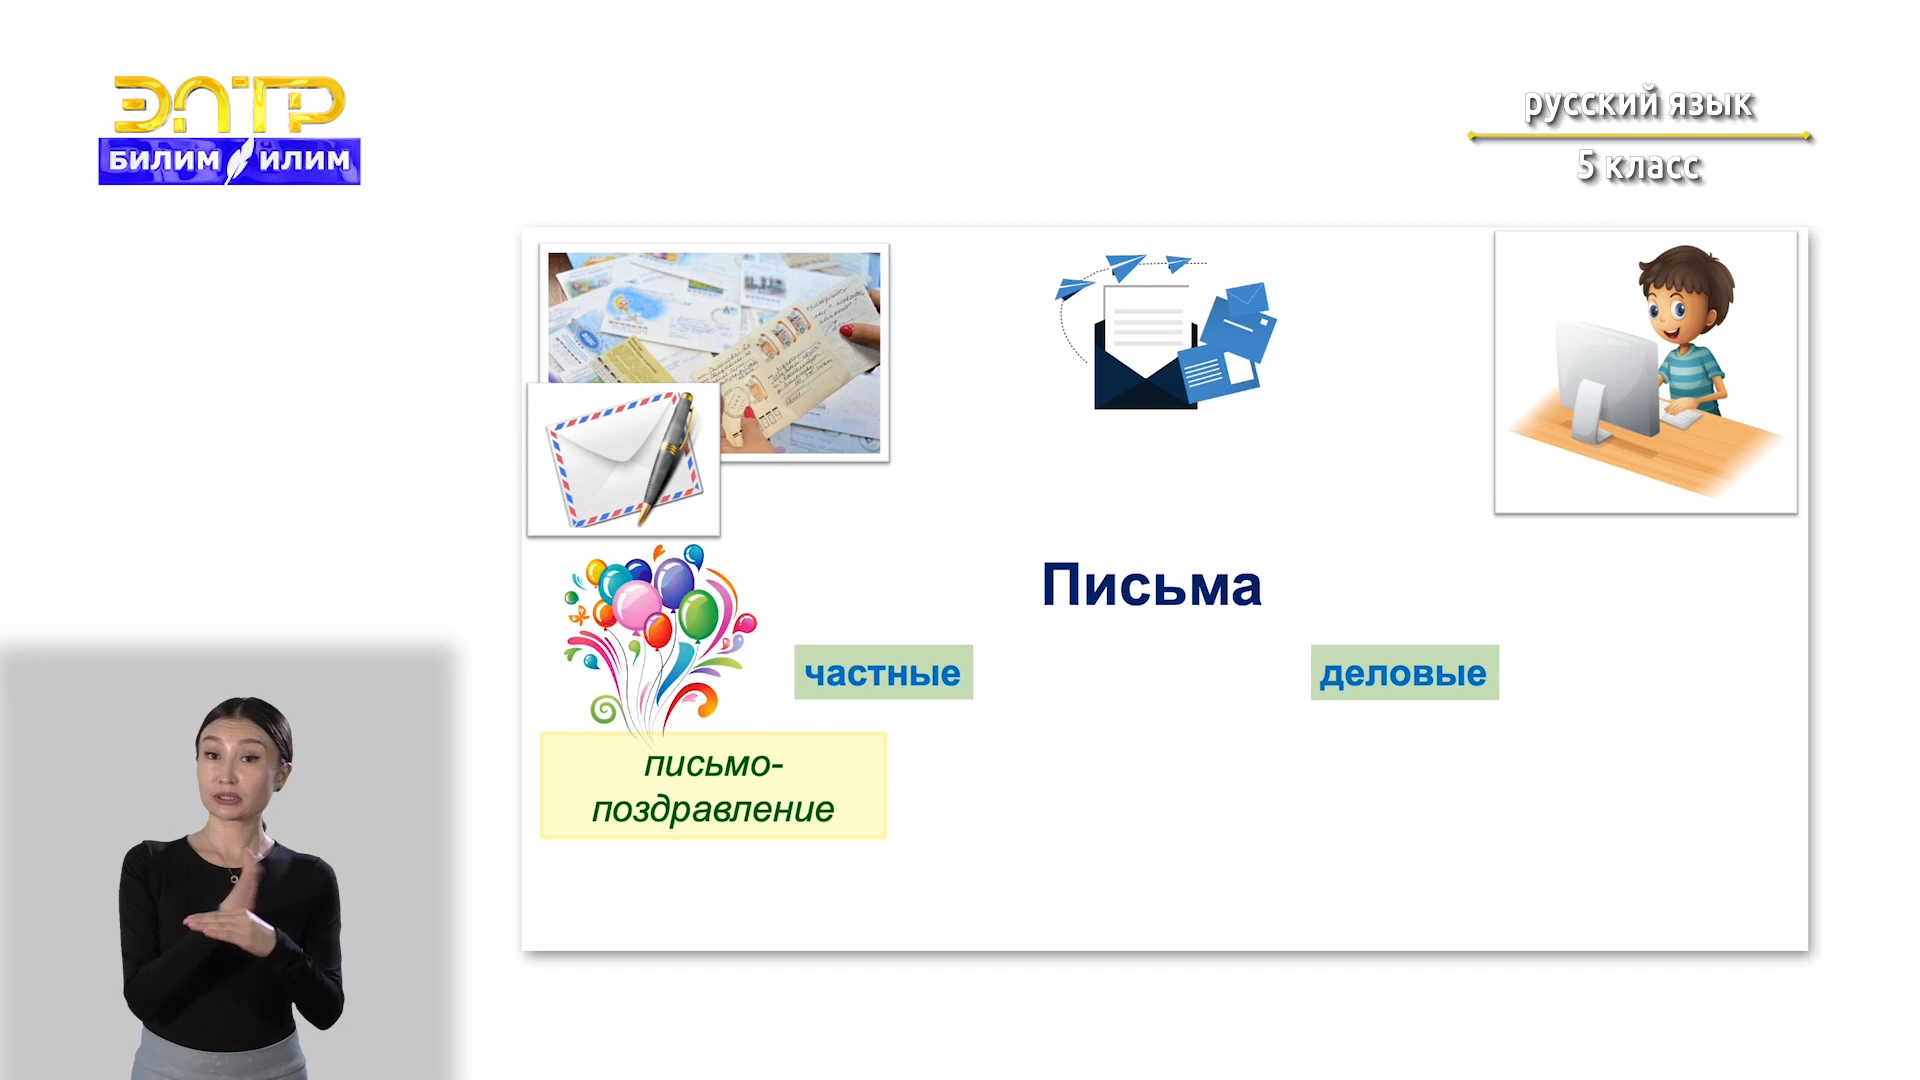 ЭЛТР
БИЛИМ ИЛИМ
русский язык
5 класс
Письма
частные
деловые
письмо-
поздравление